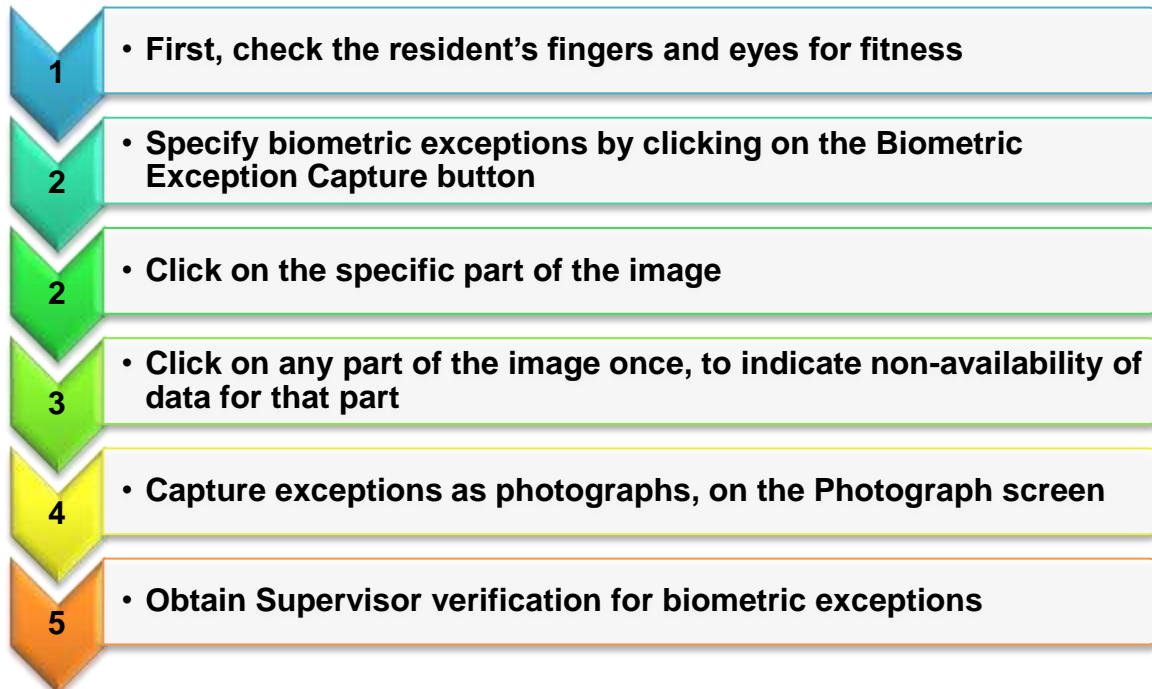 1
• First, check the resident’s fingers and eyes for fitness
2
• Specify biometric exceptions by clicking on the Biometric
Exception Capture button
2
• Click on the specific part of the image
3
• Click on any part of the image once, to indicate non-availability of
data for that part
4
• Capture exceptions as photographs, on the Photograph screen
5
• Obtain Supervisor verification for biometric exceptions